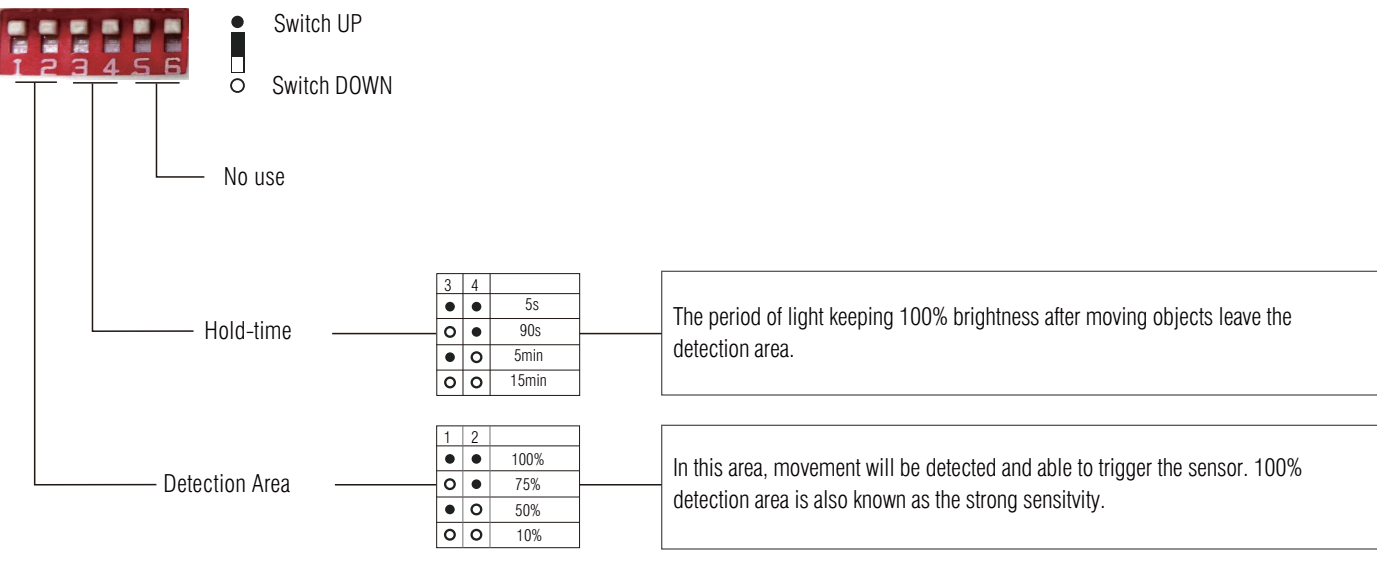 1 2 3 4 5 6
Switch UP
Switch DOWN
No use
Hold-time
3 4
5s
90s
5min
15min
The period of light keeping 100% brightness after moving objects leave the
detection area.
Detection Area
1 2
100%
75%
50%
10%
In this area, movement will be detected and able to trigger the sensor. 100%
detection area is also known as the strong sensitvity.